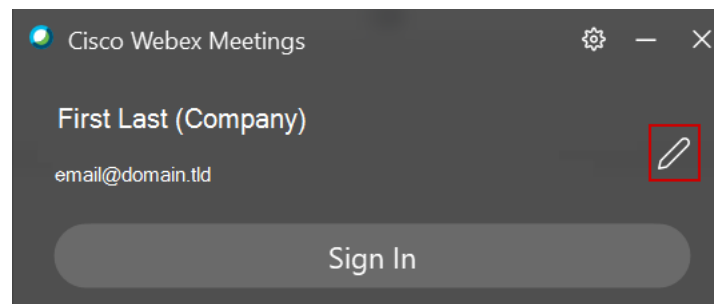 Cisco Webex Meetings
First Last (Company)
email@domain.tld
Sign In